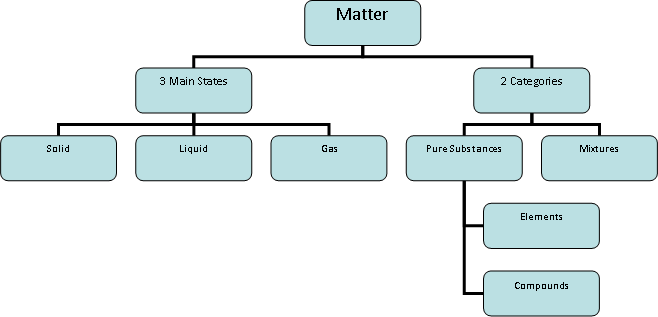 Matter
3 Main States
2 Categories
Solid
Liquid
Gas
Pure Substances
Mixtures
Elements
Compounds